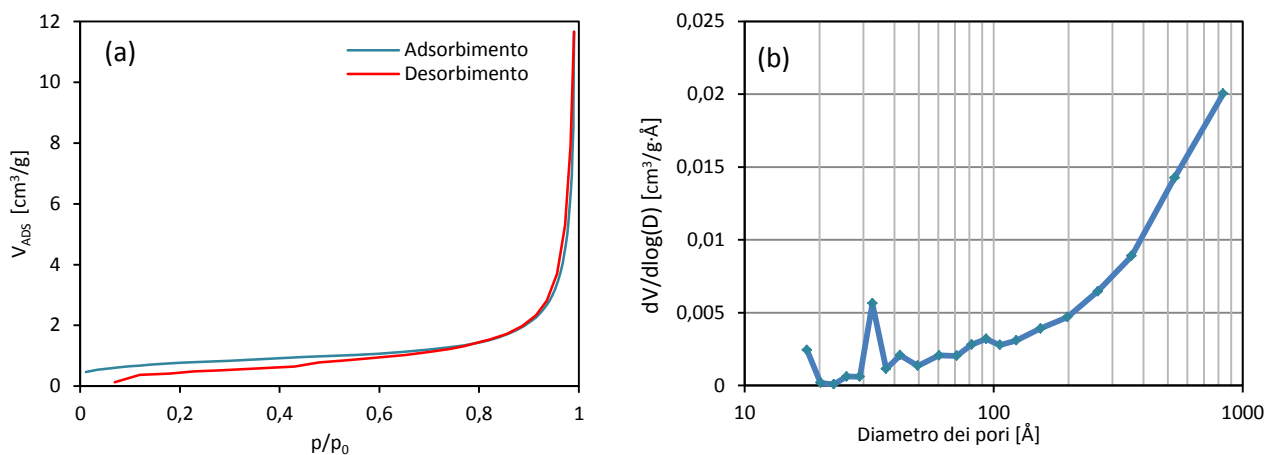 (a)
Adsorbimento
Desorbimento
V_ADS [cm³/g]
12
10
8
6
4
2
0
0
0,2
0,4
0,6
0,8
1
p/p₀
(b)
dV/dlog(D) [cm³/g·Å]
0,025
0,02
0,015
0,01
0,005
0
10
100
1000
Diametro dei pori [Å]